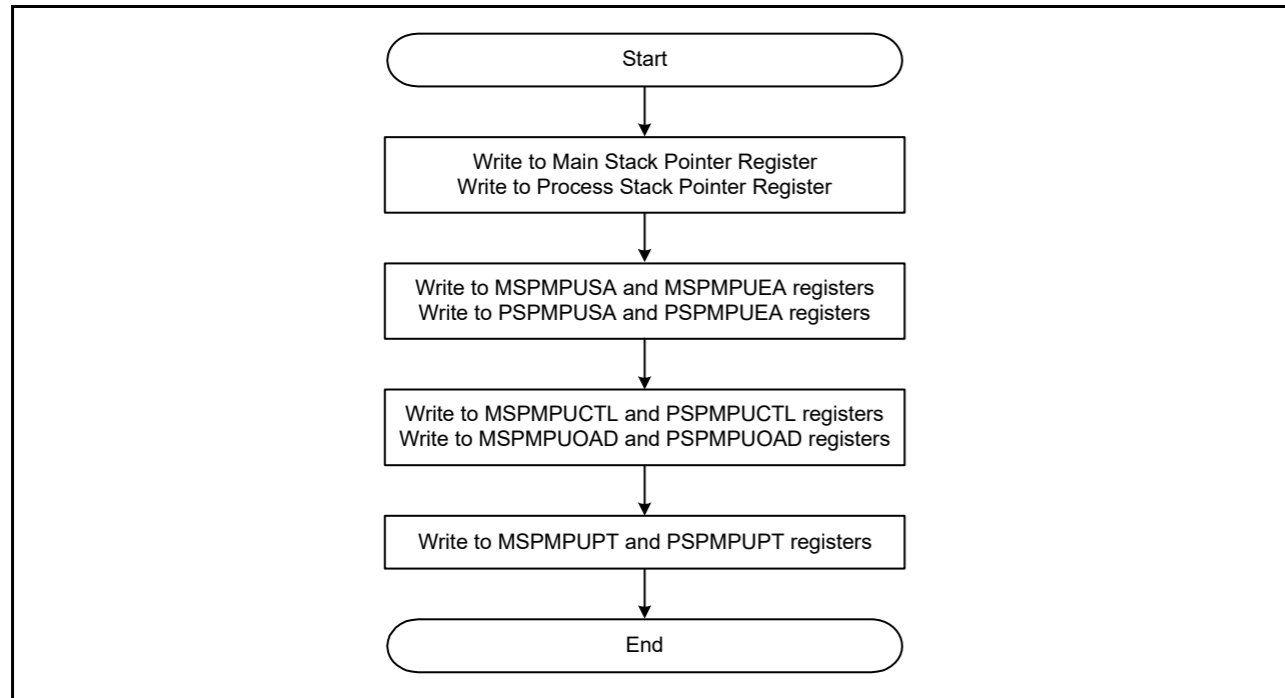 Start
Write to Main Stack Pointer Register
Write to Process Stack Pointer Register
Write to MSPMPUSA and MSPMPUEA registers
Write to PSPMPUSA and PSPMPUEA registers
Write to MSPMPUCTL and PSPMPUCTL registers
Write to MSPMPUOAD and PSPMPUOAD registers
Write to MSPMPUPT and PSPMPUPT registers
End